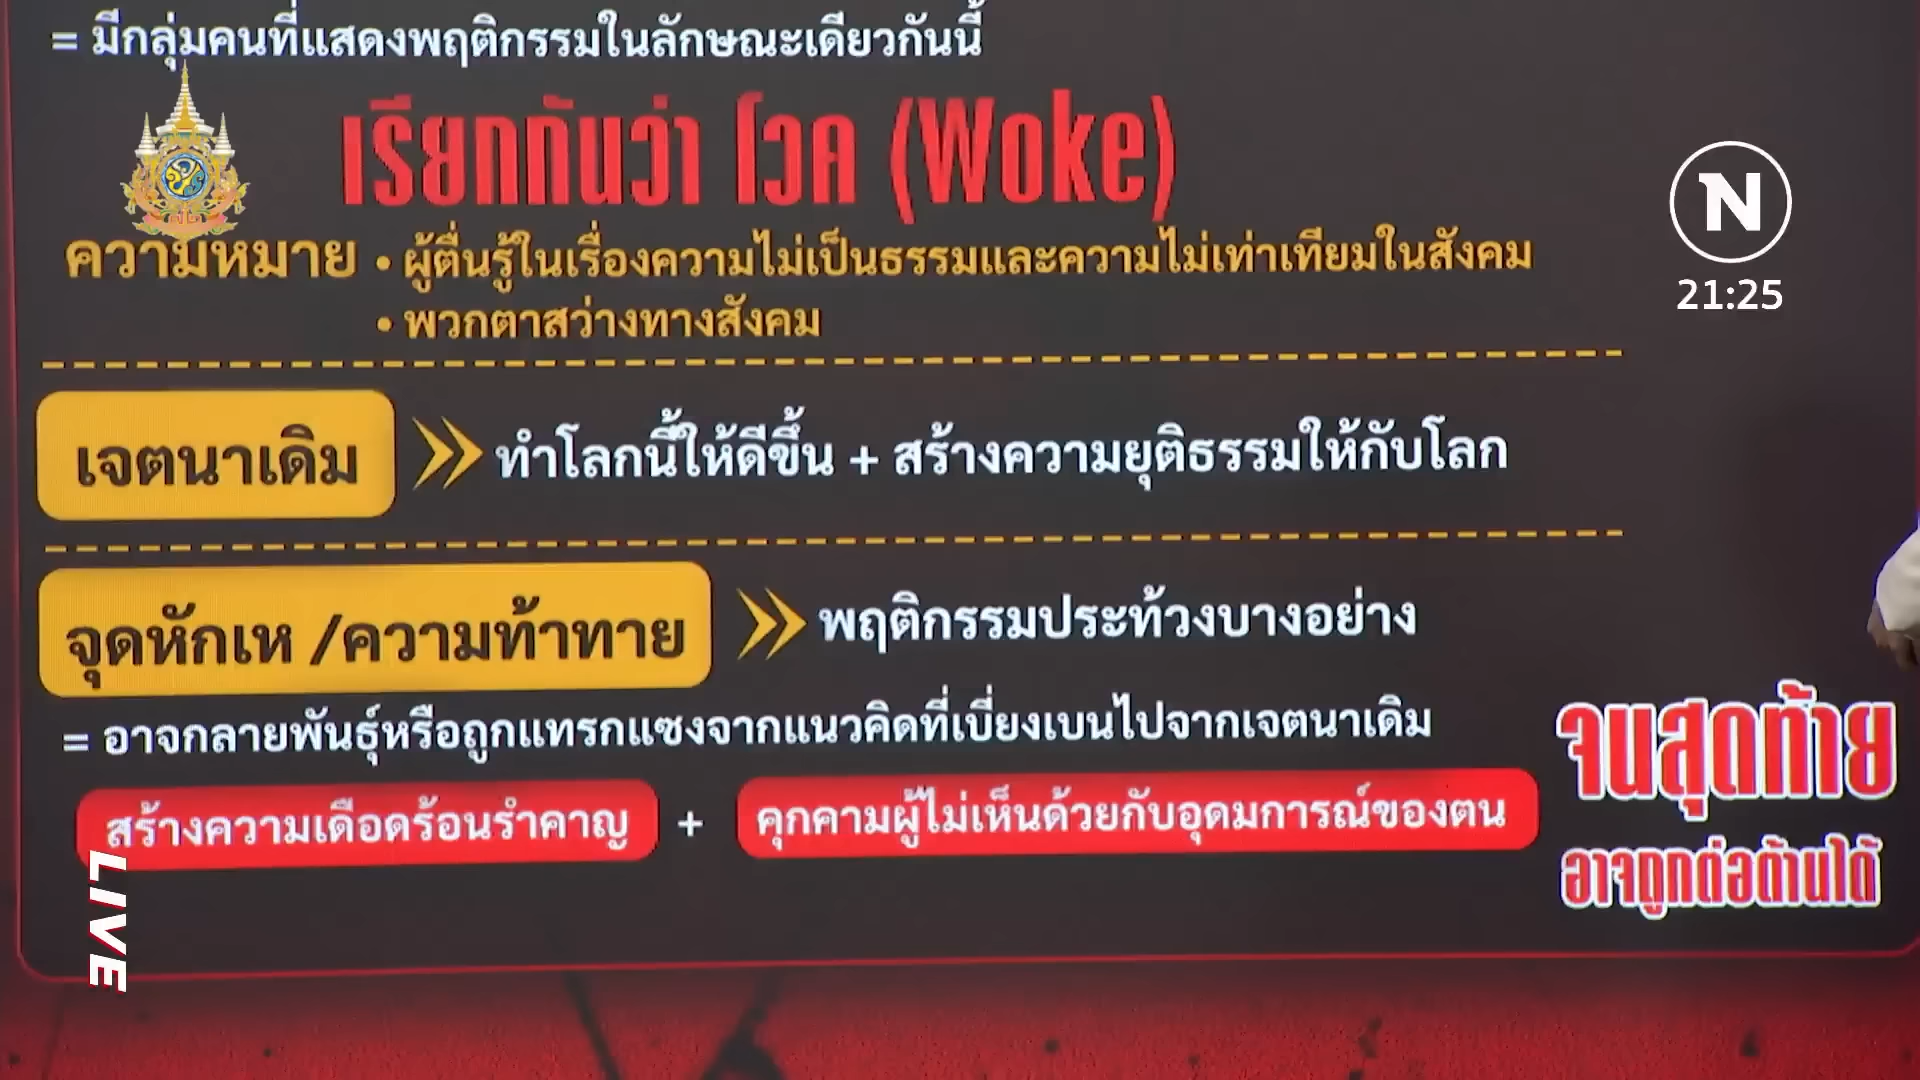 = มีกลุ่มคนที่แสดงพฤติกรรมในลักษณะเดียวกันนี้
เรียกกันว่า โวค (Woke)
ความหมาย • ผู้ตื่นรู้ในเรื่องความไม่เป็นธรรมและความไม่เท่าเทียมในสังคม
• พวกตาสว่างทางสังคม
N
21:25
เจตนาเดิม ทำโลกนี้ให้ดีขึ้น + สร้างความยุติธรรมให้กับโลก
จุดหักเห /ความท้าทาย พฤติกรรมประท้วงบางอย่าง
= อาจกลายพันธุ์หรือถูกแทรกแซงจากแนวคิดที่เบี่ยงเบนไปจากเจตนาเดิม
สร้างความเดือดร้อนรำคาญ + คุกคามผู้ไม่เห็นด้วยกับอุดมการณ์ของตน
จนสุดท้าย
อาจถูกต่อต้านได้
LIVE